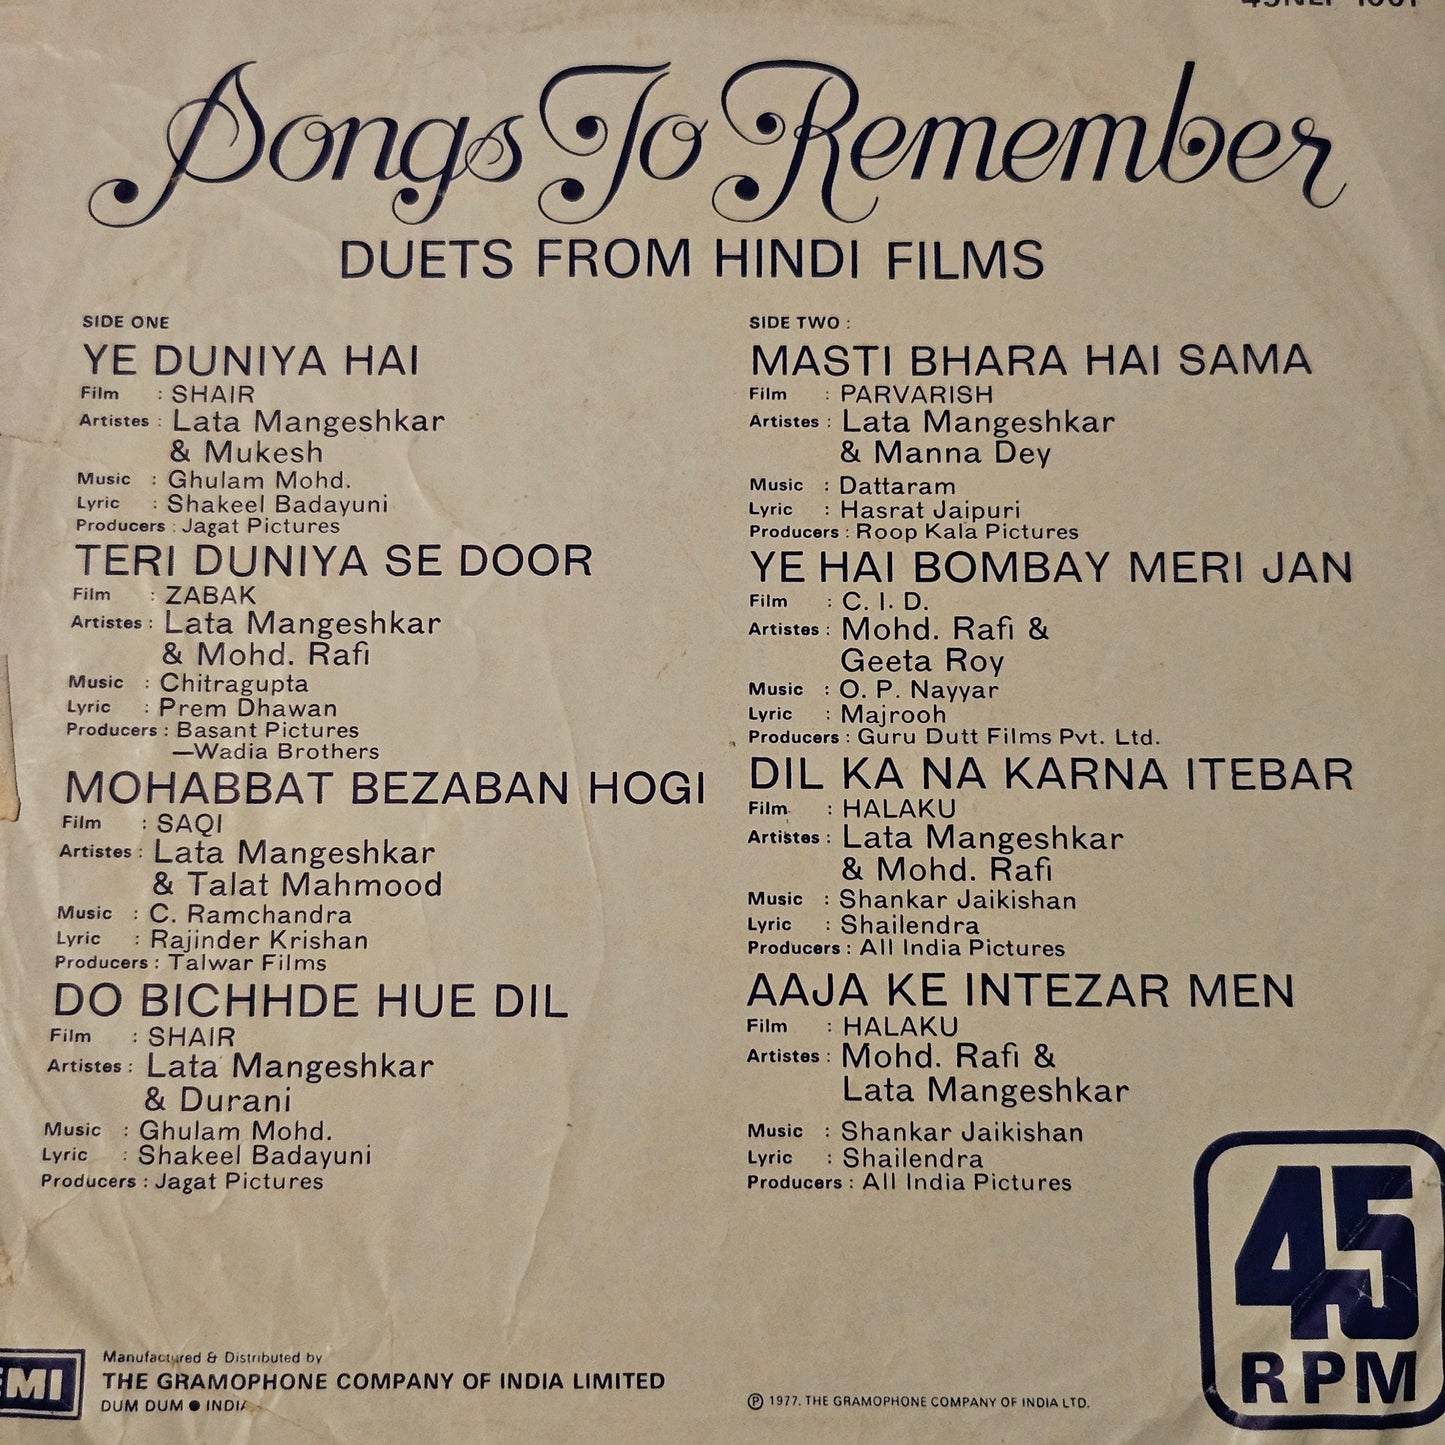 Songs To Remember
DUETS FROM HINDI FILMS
SIDE ONE
YE DUNIYA HAI
Film : SHAIR
Artistes : Lata Mangeshkar
& Mukesh
Music : Ghulam Mohd.
Lyric : Shakeel Badayuni
Producers : Jagat Pictures
TERI DUNIYA SE DOOR
Film : ZABAK
Artistes : Lata Mangeshkar
& Mohd. Rafi
Music : Chitragupta
Lyric : Prem Dhawan
Producers : Basant Pictures
—Wadia Brothers
MOHABBAT BEZABAN HOGI
Film : SAQI
Artistes : Lata Mangeshkar
& Talat Mahmood
Music : C. Ramchandra
Lyric : Rajinder Krishan
Producers : Talwar Films
DO BICHHDE HUE DIL
Film : SHAIR
Artistes : Lata Mangeshkar
& Durani
Music : Ghulam Mohd.
Lyric : Shakeel Badayuni
Producers : Jagat Pictures
SIDE TWO :
MASTI BHARA HAI SAMA
Film : PARVARISH
Artistes : Lata Mangeshkar
& Manna Dey
Music : Dattaram
Lyric : Hasrat Jaipuri
Producers : Roop Kala Pictures
YE HAI BOMBAY MERI JAN
Film : C. I. D.
Artistes : Mohd. Rafi &
Geeta Roy
Music : O. P. Nayyar
Lyric : Majrooh
Producers : Guru Dutt Films Pvt. Ltd.
DIL KA NA KARNA ITEBAR
Film : HALAKU
Artistes : Lata Mangeshkar
& Mohd. Rafi
Music : Shankar Jaikishan
Lyric : Shailendra
Producers : All India Pictures
AAJA KE INTEZAR MEN
Film : HALAKU
Artistes : Mohd. Rafi &
Lata Mangeshkar
Music : Shankar Jaikishan
Lyric : Shailendra
Producers : All India Pictures
45
RPM
EMI
Manufactured & Distributed by
THE GRAMOPHONE COMPANY OF INDIA LIMITED
DUM DUM ● INDIA
℗ 1977. THE GRAMOPHONE COMPANY OF INDIA LTD.